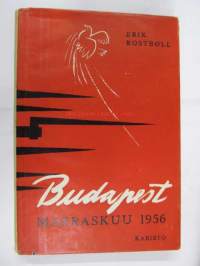 ERIK
ROSTBØLL
Budapest
MARRASKUU 1956
KARISTO